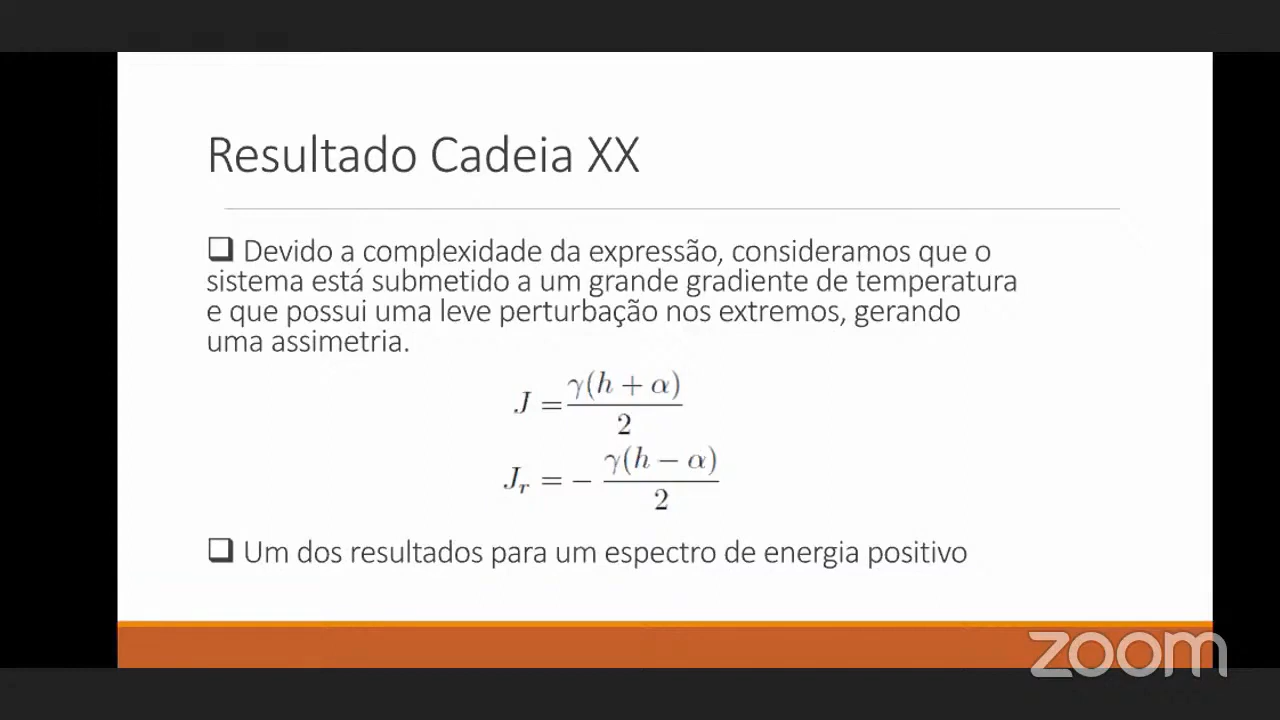 Resultado Cadeia XX
❑ Devido a complexidade da expressão, consideramos que o
sistema está submetido a um grande gradiente de temperatura
e que possui uma leve perturbação nos extremos, gerando
uma assimetria.
J = γ(h + α) / 2
J_r = − γ(h − α) / 2
❑ Um dos resultados para um espectro de energia positivo
zoom